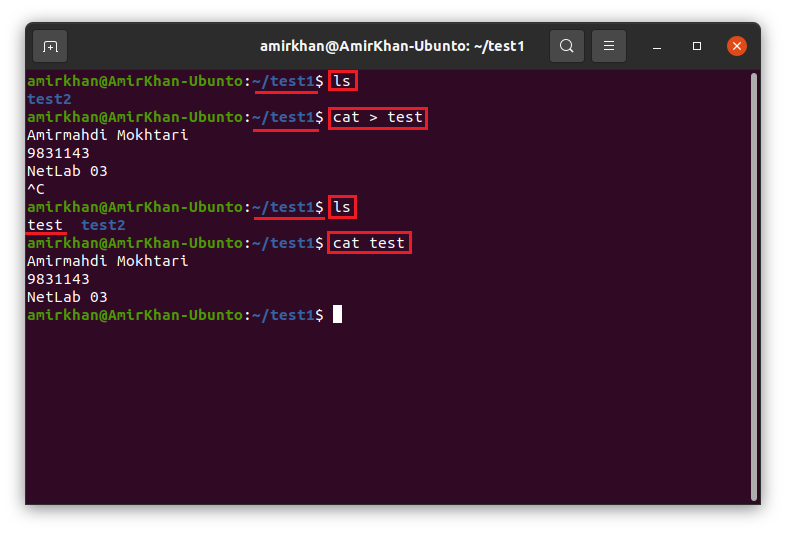 amirkhan@AmirKhan-Ubunto: ~/test1
amirkhan@AmirKhan-Ubunto:~/test1$ ls
test2
amirkhan@AmirKhan-Ubunto:~/test1$ cat > test
Amirmahdi Mokhtari
9831143
NetLab 03
^C
amirkhan@AmirKhan-Ubunto:~/test1$ ls
test  test2
amirkhan@AmirKhan-Ubunto:~/test1$ cat test
Amirmahdi Mokhtari
9831143
NetLab 03
amirkhan@AmirKhan-Ubunto:~/test1$